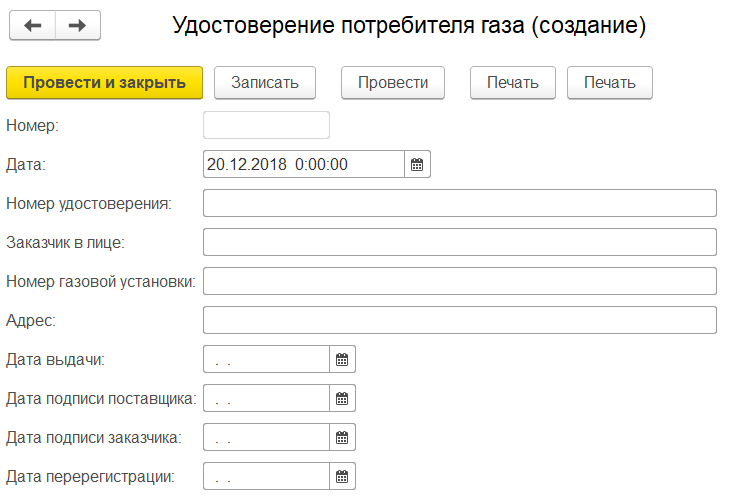 Удостоверение потребителя газа (создание)
Провести и закрыть Записать Провести Печать Печать
Номер:
Дата: 20.12.2018 0:00:00
Номер удостоверения:
Заказчик в лице:
Номер газовой установки:
Адрес:
Дата выдачи: . .
Дата подписи поставщика: . .
Дата подписи заказчика: . .
Дата перерегистрации: . .